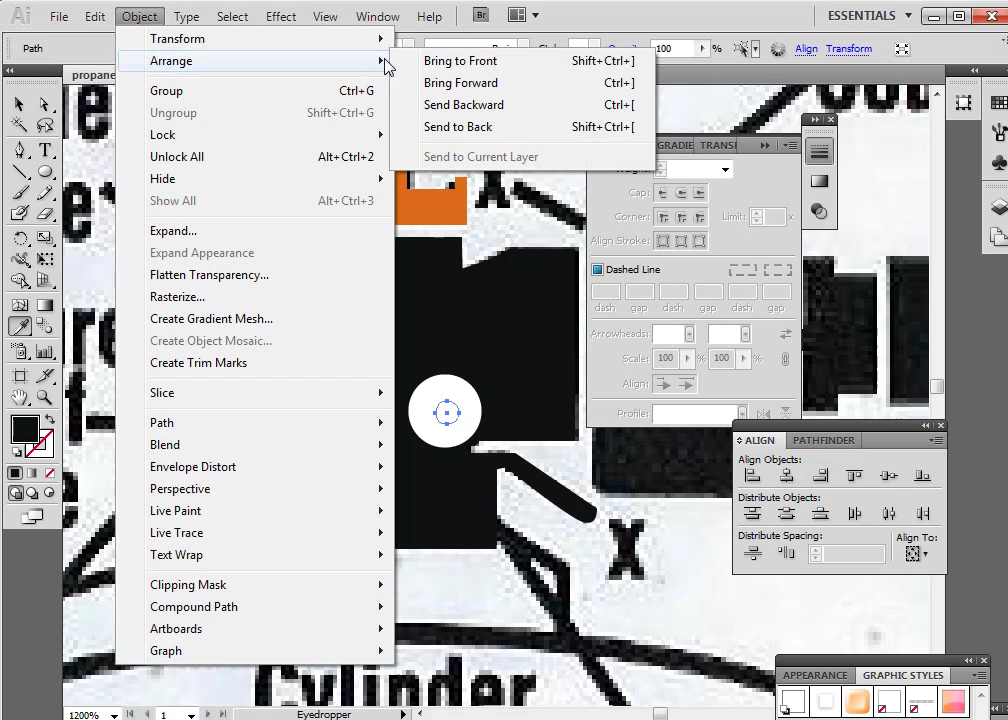 Ai File Edit Object Type Select Effect View Window Help Br ESSENTIALS
Path 100 % Align Transform
propane
Transform
Arrange
Group Ctrl+G
Ungroup Shift+Ctrl+G
Lock
Unlock All Alt+Ctrl+2
Hide
Show All Alt+Ctrl+3
Expand...
Expand Appearance
Flatten Transparency...
Rasterize...
Create Gradient Mesh...
Create Object Mosaic...
Create Trim Marks
Slice
Path
Blend
Envelope Distort
Perspective
Live Paint
Live Trace
Text Wrap
Clipping Mask
Compound Path
Artboards
Graph
Bring to Front Shift+Ctrl+]
Bring Forward Ctrl+]
Send Backward Ctrl+[
Send to Back Shift+Ctrl+[
Send to Current Layer
GRADIE TRANSI
Cap:
Corner: Limit: x
Align Stroke:
Dashed Line
dash gap dash gap dash gap
Arrowheads:
Scale: 100 % 100 %
Align:
Profile:
ALIGN PATHFINDER
Align Objects:
Distribute Objects:
Distribute Spacing: Align To:
X
X
Cylinder
APPEARANCE GRAPHIC STYLES
1200% 1 Eyedropper